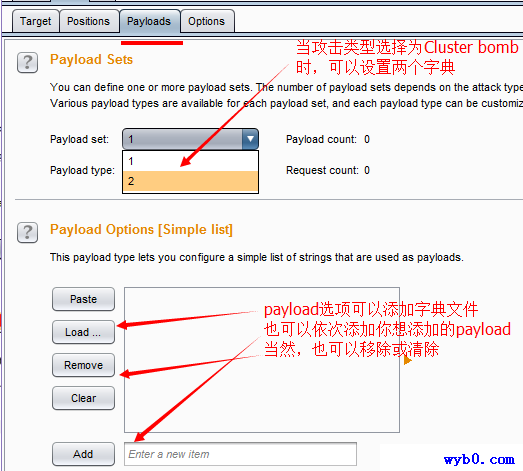 Target Positions Payloads Options
当攻击类型选择为Cluster bomb
时，可以设置两个字典
? Payload Sets
You can define one or more payload sets. The number of payload sets depends on the attack type
Various payload types are available for each payload set, and each payload type can be customiz
Payload set: 1 Payload count: 0
1
Payload type: Request count: 0
2
? Payload Options [Simple list]
This payload type lets you configure a simple list of strings that are used as payloads.
Paste
payload选项可以添加字典文件
Load ...
也可以依次添加你想添加的payload
当然，也可以移除或清除
Remove
Clear
Add Enter a new item
wyb0.com